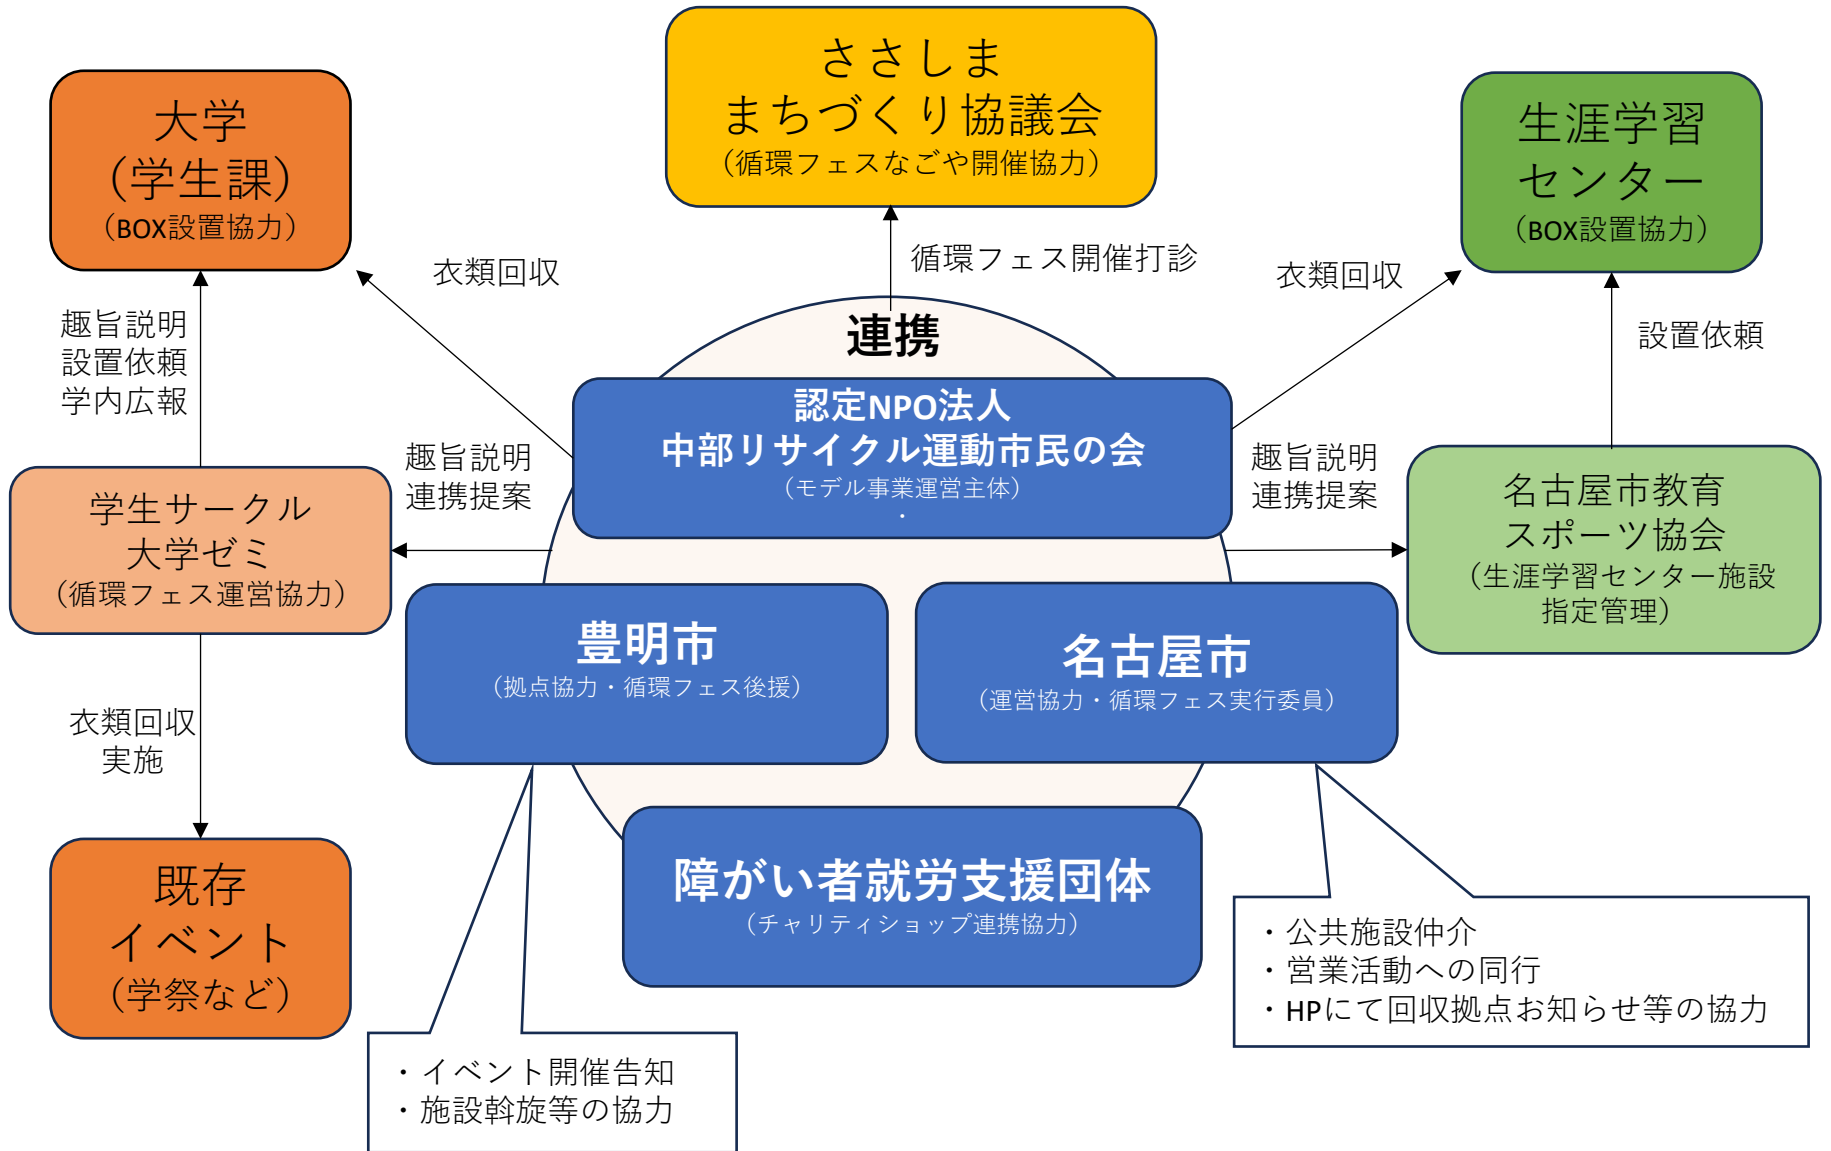 ささしま
まちづくり協議会
（循環フェスなごや開催協力）
大学
（学生課）
（BOX設置協力）
生涯学習
センター
（BOX設置協力）
衣類回収
循環フェス開催打診
衣類回収
趣旨説明
設置依頼
学内広報
設置依頼
連携
認定NPO法人
中部リサイクル運動市民の会
（モデル事業運営主体）
・
趣旨説明
連携提案
趣旨説明
連携提案
学生サークル
大学ゼミ
（循環フェス運営協力）
名古屋市教育
スポーツ協会
（生涯学習センター施設
指定管理）
豊明市
（拠点協力・循環フェス後援）
名古屋市
（運営協力・循環フェス実行委員）
衣類回収
実施
障がい者就労支援団体
（チャリティショップ連携協力）
既存
イベント
（学祭など）
・公共施設仲介
・営業活動への同行
・HPにて回収拠点お知らせ等の協力
・イベント開催告知
・施設斡旋等の協力